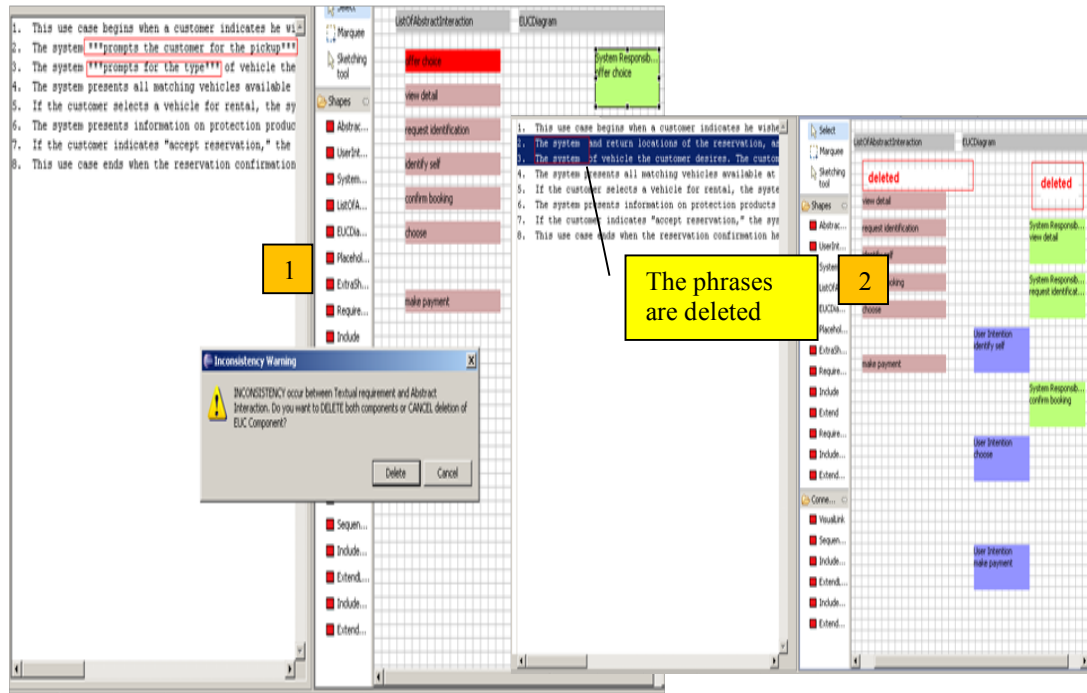 1. This use case begins when a customer indicates he wi
2. The system ***prompts the customer for the pickup***
3. The system ***prompts for the type*** of vehicle the
4. The system presents all matching vehicles available
5. If the customer selects a vehicle for rental, the sy
6. The system presents information on protection produc
7. If the customer indicates "accept reservation," the
8. This use case ends when the reservation confirmation
Select
Marquee
Sketching
tool
Shapes
Abstrac...
UserInt...
System...
ListOfA...
EUCDia...
Placehol...
ExtraSh...
Require...
Include
Sequen...
Include...
ExtendL...
Include...
Extend...
ListOfAbstractInteraction
offer choice
view detail
request identification
identify self
confirm booking
choose
make payment
EUCDiagram
System Responsib...
offer choice
1
Inconsistency Warning
INCONSISTENCY occur between Textual requirement and Abstract
Interaction. Do you want to DELETE both components or CANCEL deletion of
EUC Component?
Delete
Cancel
1. This use case begins when a customer indicates he wishe
2. The system and return locations of the reservation, as
3. The system of vehicle the customer desires. The custom
4. The system presents all matching vehicles available at
5. If the customer selects a vehicle for rental, the syste
6. The system presents information on protection products
7. If the customer indicates "accept reservation," the sys
8. This use case ends when the reservation confirmation he
The phrases
are deleted
2
Select
Marquee
Sketching
tool
Shapes
Abstrac...
UserInt...
System
ListOfA
EUCDia...
Placehol...
ExtraSh...
Require...
Include
Extend
Require...
Include...
Extend...
Conne...
VisualLink
Sequen...
Include...
ExtendL...
Include...
Extend...
ListOfAbstractInteraction
deleted
view detail
request identification
identify self
booking
choose
make payment
EUCDiagram
deleted
System Responsib...
view detail
System Responsib...
request identificat...
User Intention
identify self
System Responsib...
confirm booking
User Intention
choose
User Intention
make payment